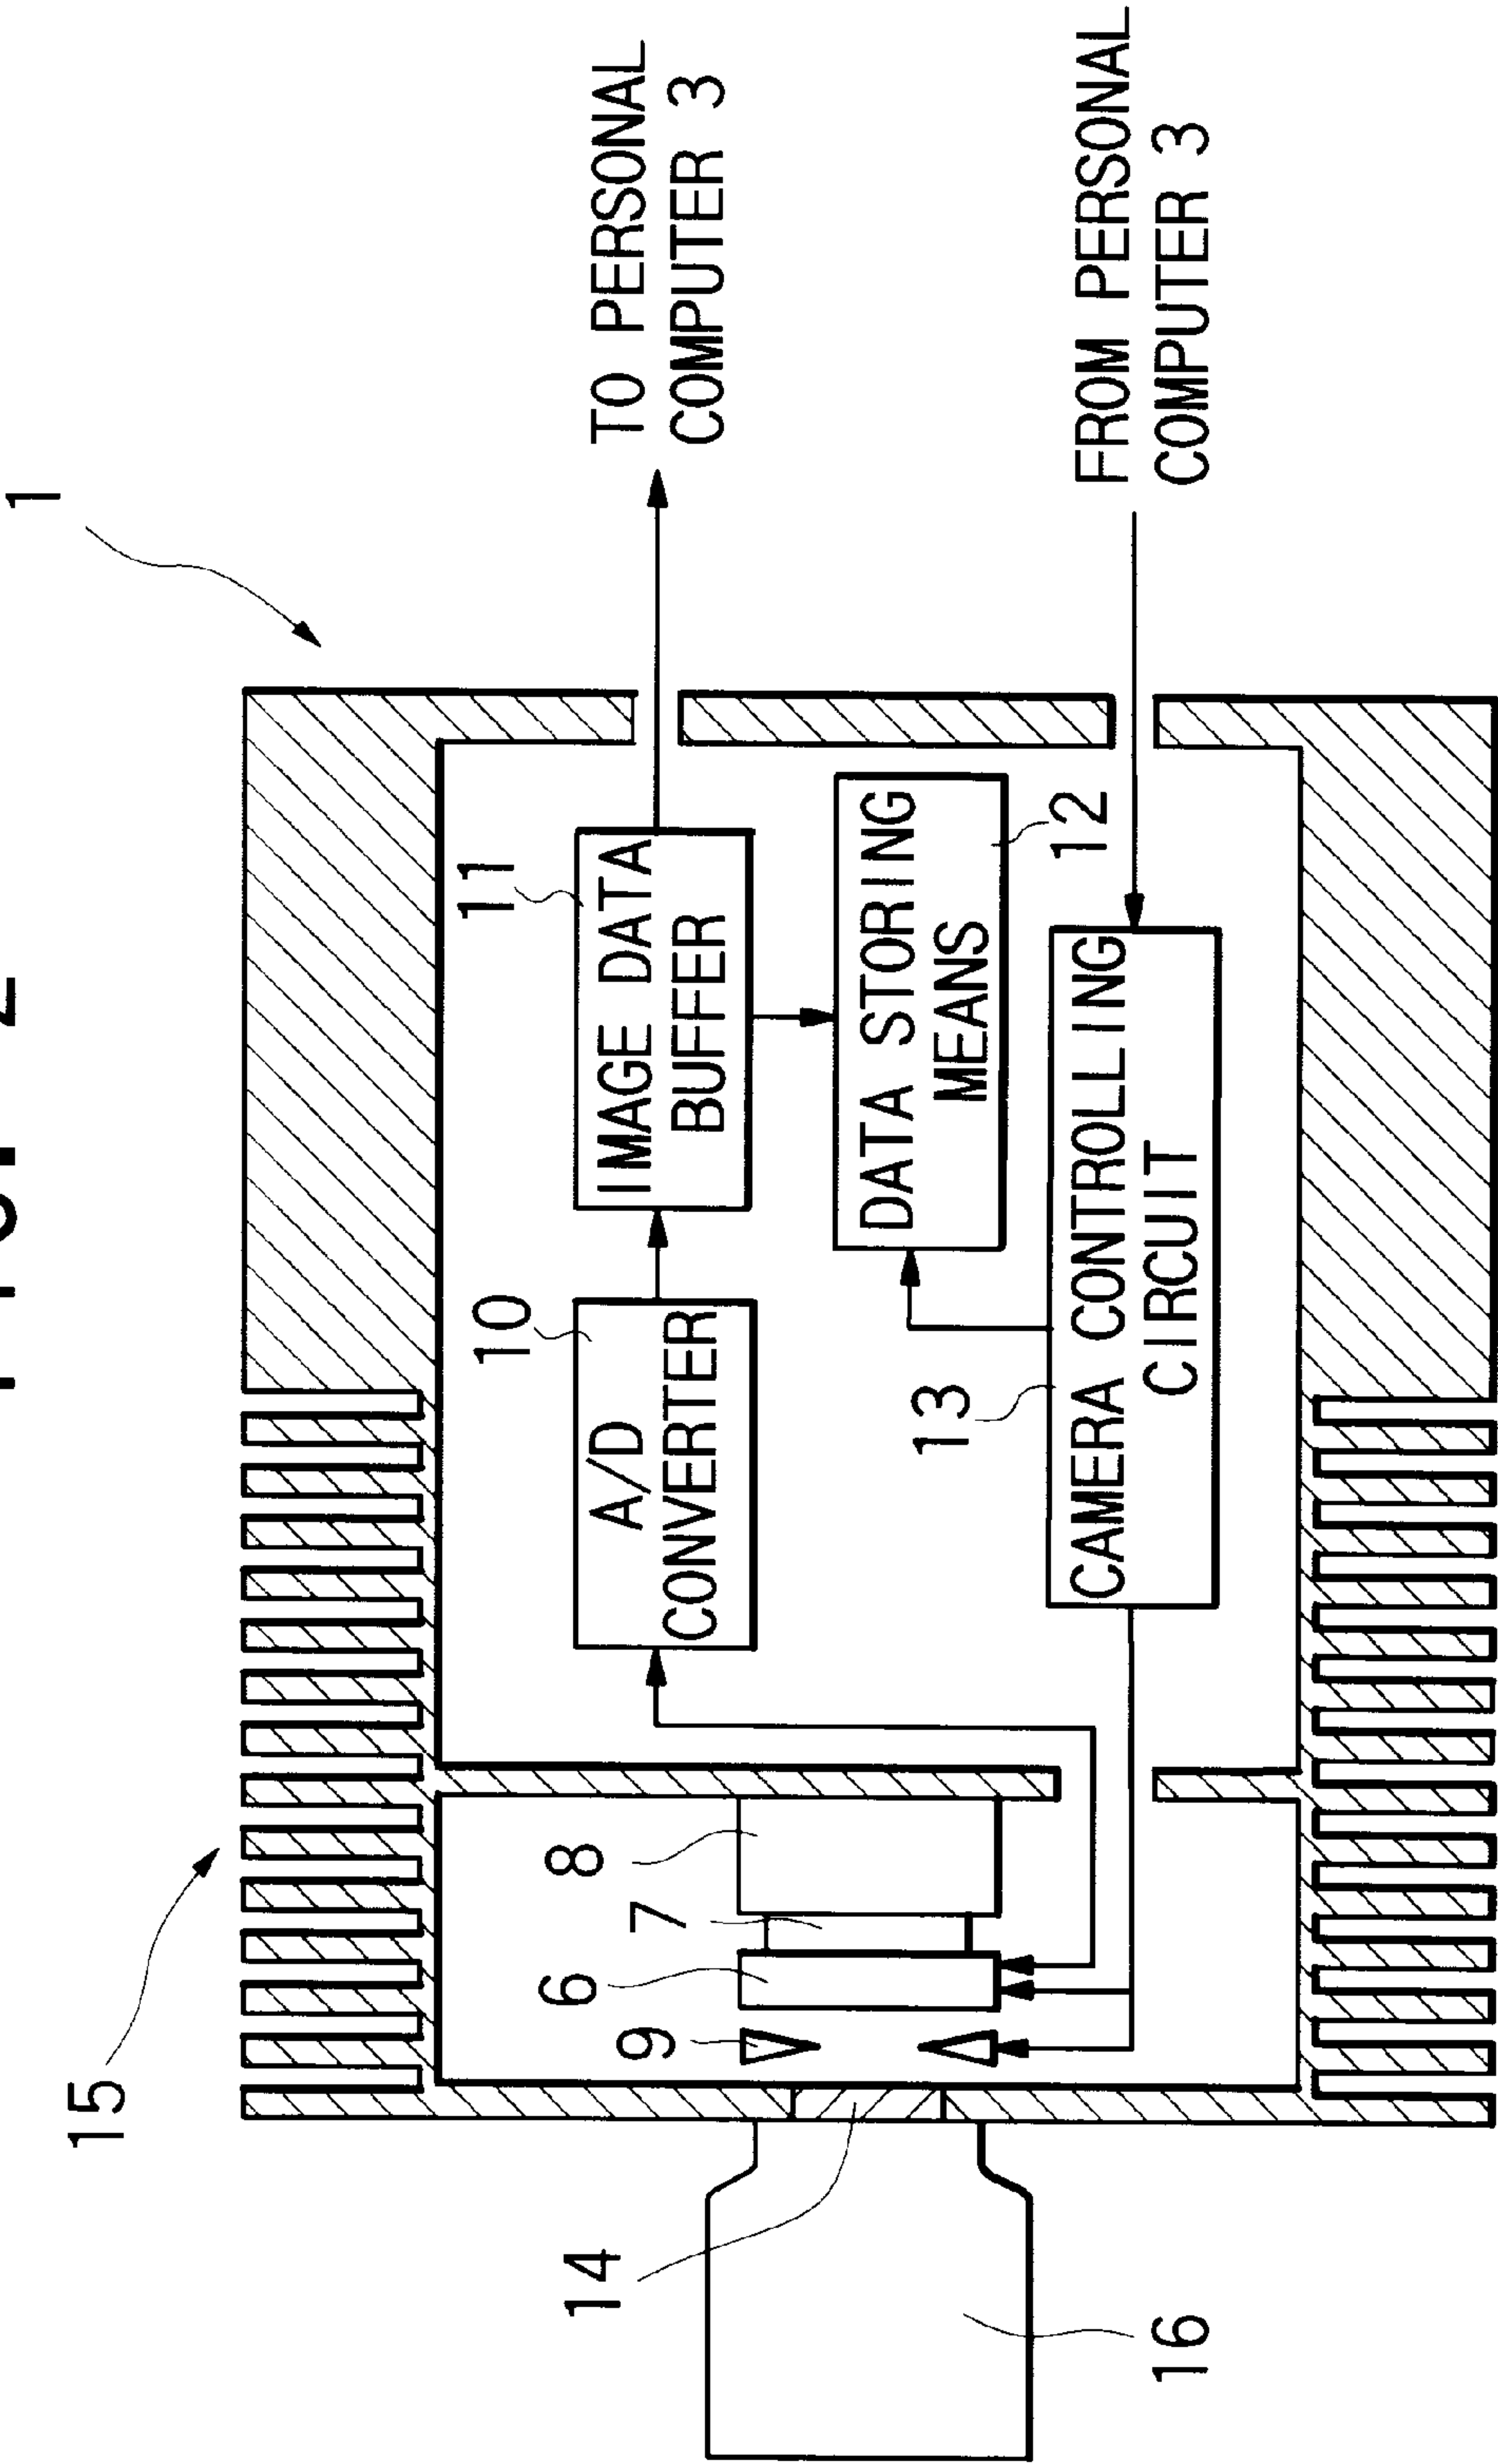 15
1
14
9
6
7
8
10
11
A/D
CONVERTER
IMAGE DATA
BUFFER
TO PERSONAL
COMPUTER 3
DATA STORING
MEANS
12
13
CAMERA CONTROLLING
CIRCUIT
FROM PERSONAL
COMPUTER 3
16